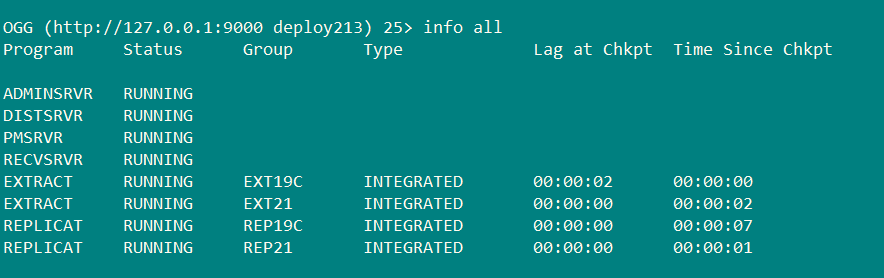 OGG (http://127.0.0.1:9000 deploy213) 25> info all
Program     Status      Group       Type             Lag at Chkpt  Time Since Chkpt
ADMINSRVR   RUNNING
DISTSRVR    RUNNING
PMSRVR      RUNNING
RECVSRVR    RUNNING
EXTRACT     RUNNING     EXT19C      INTEGRATED       00:00:02      00:00:00
EXTRACT     RUNNING     EXT21       INTEGRATED       00:00:00      00:00:02
REPLICAT    RUNNING     REP19C      INTEGRATED       00:00:00      00:00:07
REPLICAT    RUNNING     REP21       INTEGRATED       00:00:00      00:00:01